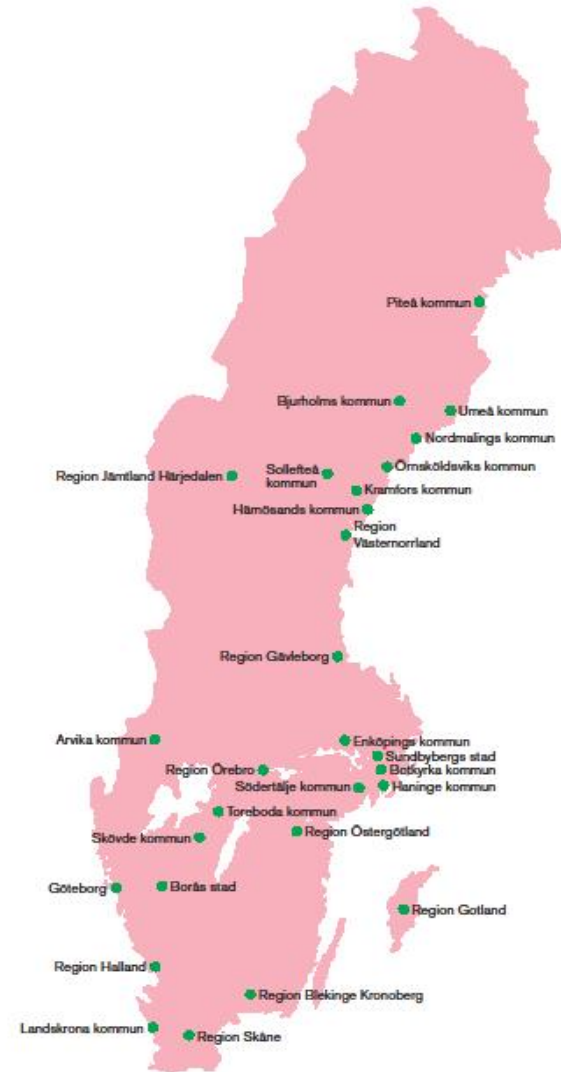 Piteå kommun
Bjurholms kommun
Umeå kommun
Nordmalings kommun
Örnsköldsviks kommun
Region Jämtland Härjedalen
Sollefteå
kommun
Kramfors kommun
Härnösands kommun
Region
Västernorrland
Region Gävleborg
Arvika kommun
Enköpings kommun
Sundbybergs stad
Region Örebro
Botkyrka kommun
Södertälje kommun
Haninge kommun
Toreboda kommun
Region Östergötland
Skövde kommun
Göteborg
Borås stad
Region Gotland
Region Halland
Region Blekinge Kronoberg
Landskrona kommun
Region Skåne